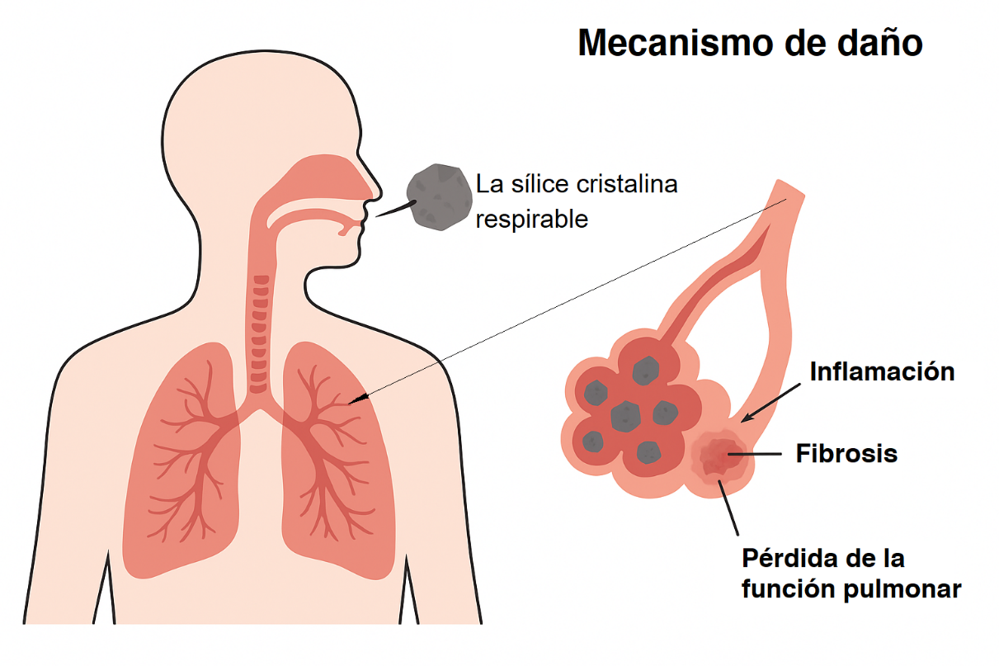 Mecanismo de daño
La sílice cristalina
respirable
Inflamación
Fibrosis
Pérdida de la
función pulmonar